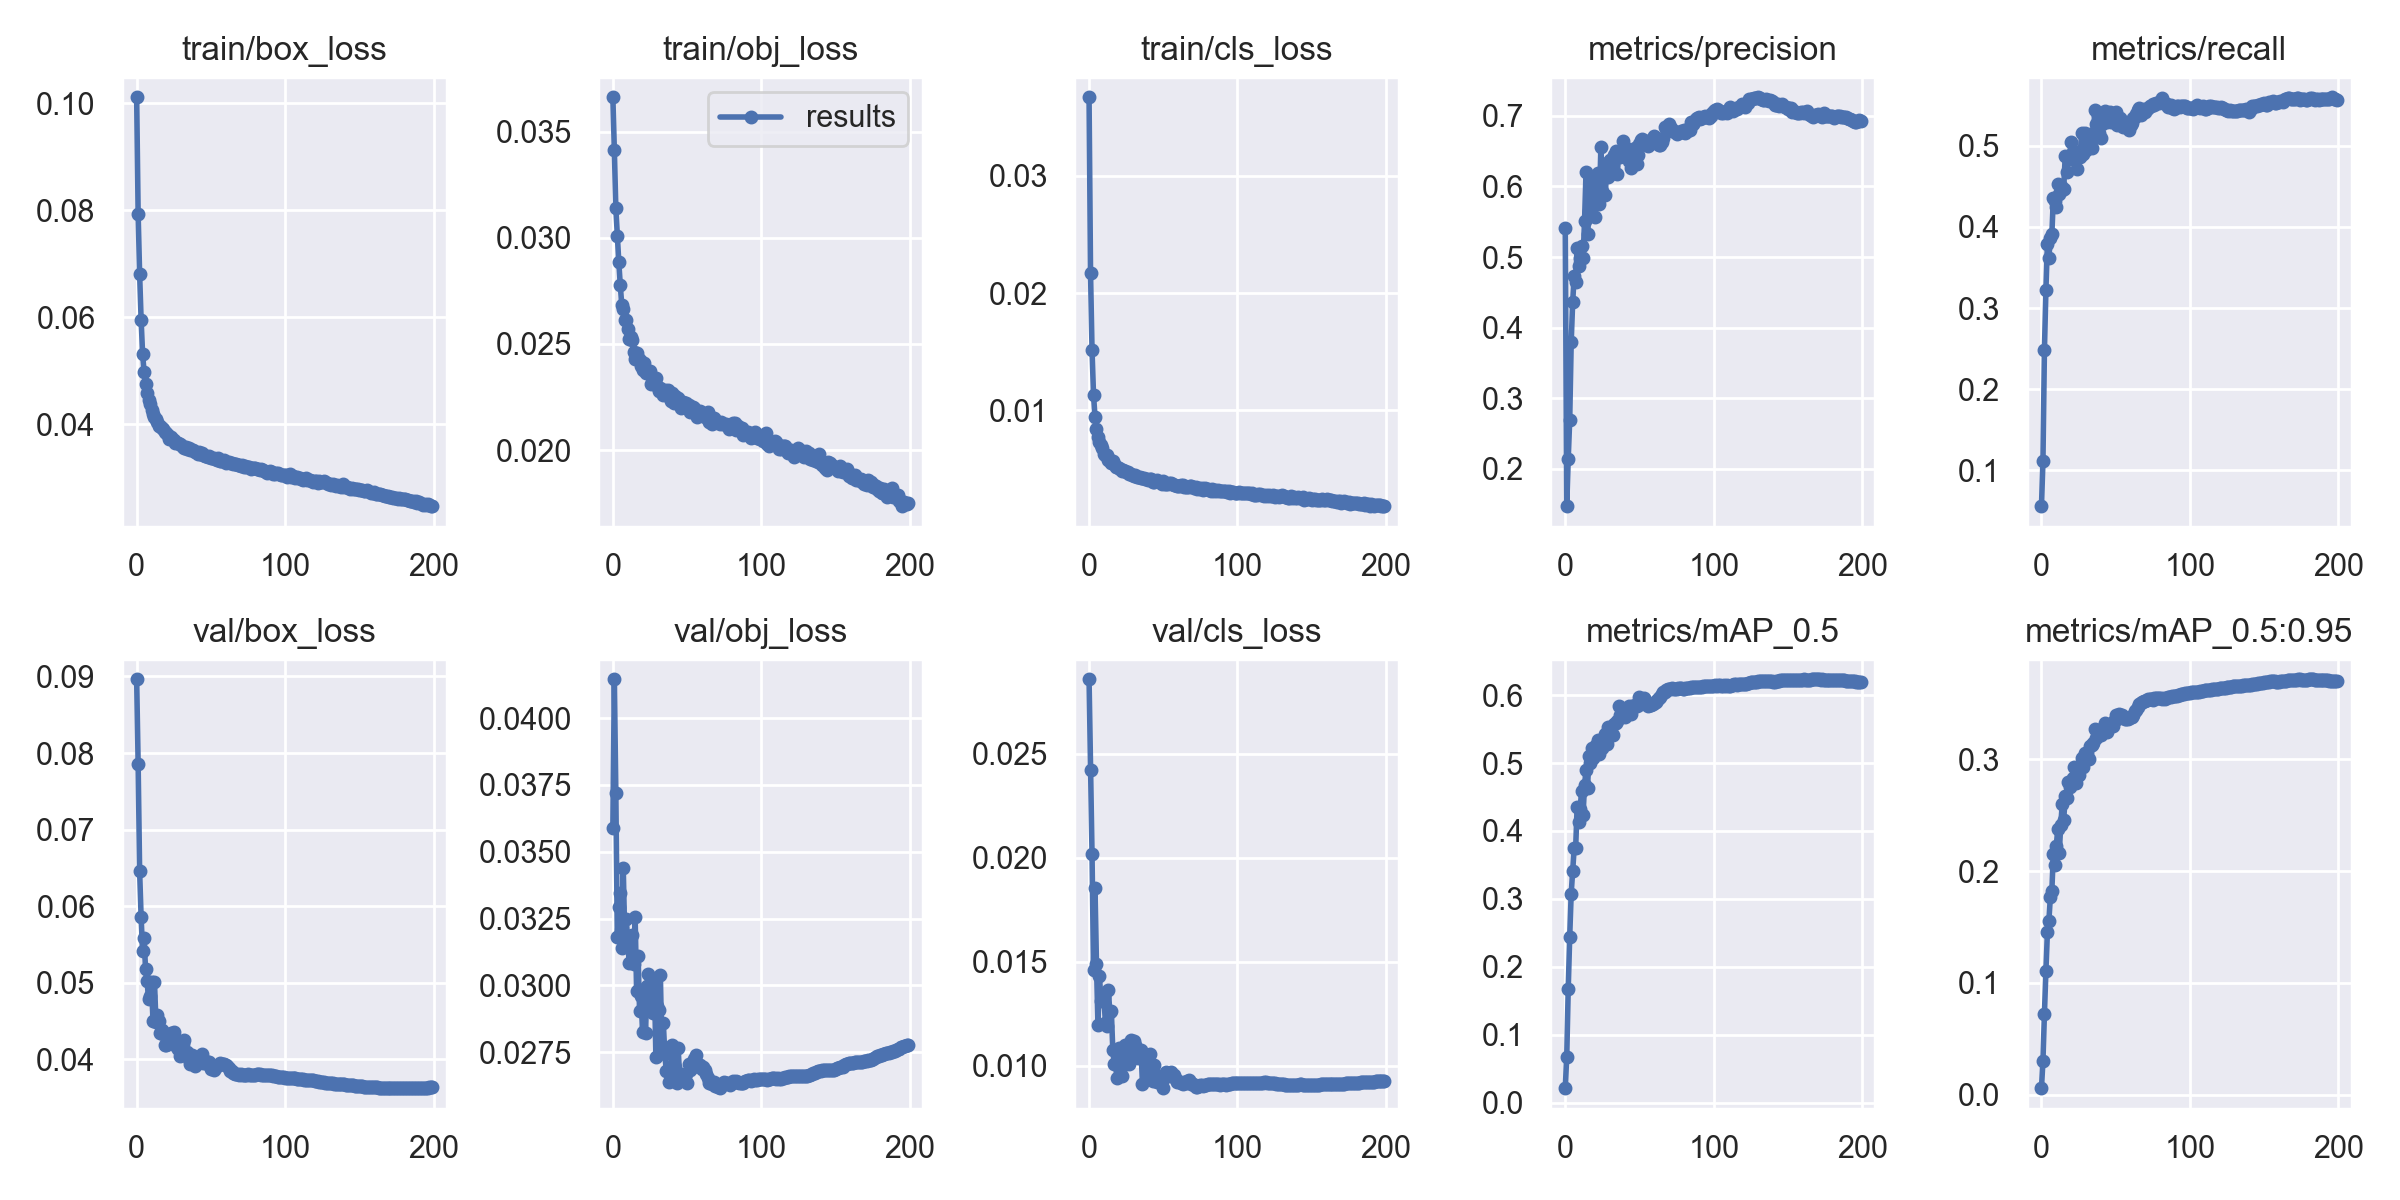 train/box_loss
0.10
0.08
0.06
0.04
0 100 200
train/obj_loss
results
0.035
0.030
0.025
0.020
0 100 200
train/cls_loss
0.03
0.02
0.01
0 100 200
metrics/precision
0.7
0.6
0.5
0.4
0.3
0.2
0 100 200
metrics/recall
0.5
0.4
0.3
0.2
0.1
0 100 200
val/box_loss
0.09
0.08
0.07
0.06
0.05
0.04
0 100 200
val/obj_loss
0.0400
0.0375
0.0350
0.0325
0.0300
0.0275
0 100 200
val/cls_loss
0.025
0.020
0.015
0.010
0 100 200
metrics/mAP_0.5
0.6
0.5
0.4
0.3
0.2
0.1
0.0
0 100 200
metrics/mAP_0.5:0.95
0.3
0.2
0.1
0.0
0 100 200